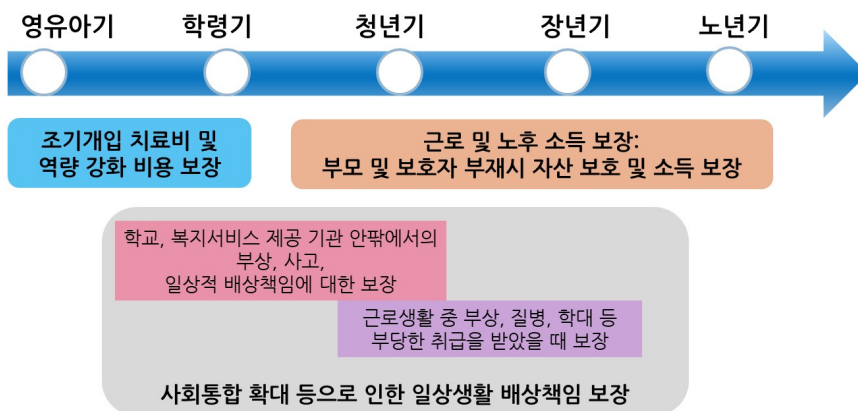 영유아기
학령기
청년기
장년기
노년기
조기개입 치료비 및
역량 강화 비용 보장
근로 및 노후 소득 보장:
부모 및 보호자 부재시 자산 보호 및 소득 보장
학교, 복지서비스 제공 기관 안팎에서의
부상, 사고,
일상적 배상책임에 대한 보장
근로생활 중 부상, 질병, 학대 등
부당한 취급을 받았을 때 보장
사회통합 확대 등으로 인한 일상생활 배상책임 보장